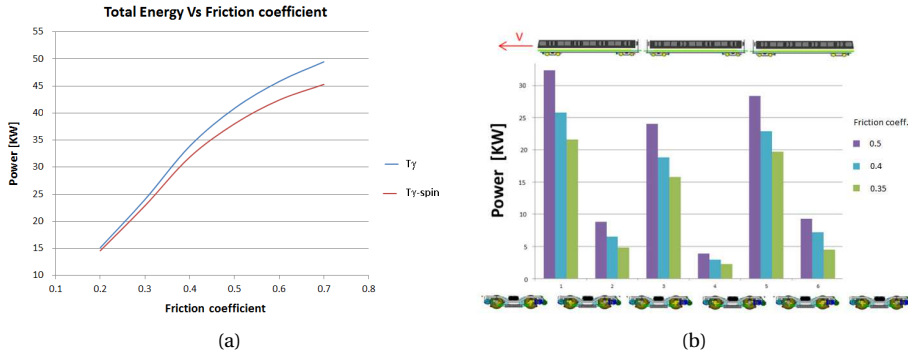 Total Energy Vs Friction coefficient
55
50
45
40
35
30
25
20
15
10
0.1 0.2 0.3 0.4 0.5 0.6 0.7 0.8
Power [KW]
Friction coefficient
Tγ
Tγ-spin
(a)
V
30
25
20
15
10
5
0
1 2 3 4 5 6
Power [KW]
Friction coeff.
0.5
0.4
0.35
(b)